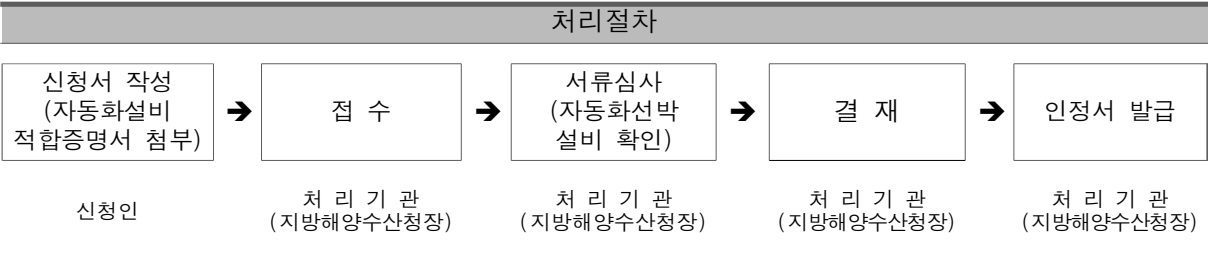 처리절차
신청서 작성
(자동화설비
적합증명서 첨부)
➔
접 수
➔
서류심사
(자동화선박
설비 확인)
➔
결 재
➔
인정서 발급
신청인
처 리 기 관
(지방해양수산청장)
처 리 기 관
(지방해양수산청장)
처 리 기 관
(지방해양수산청장)
처 리 기 관
(지방해양수산청장)